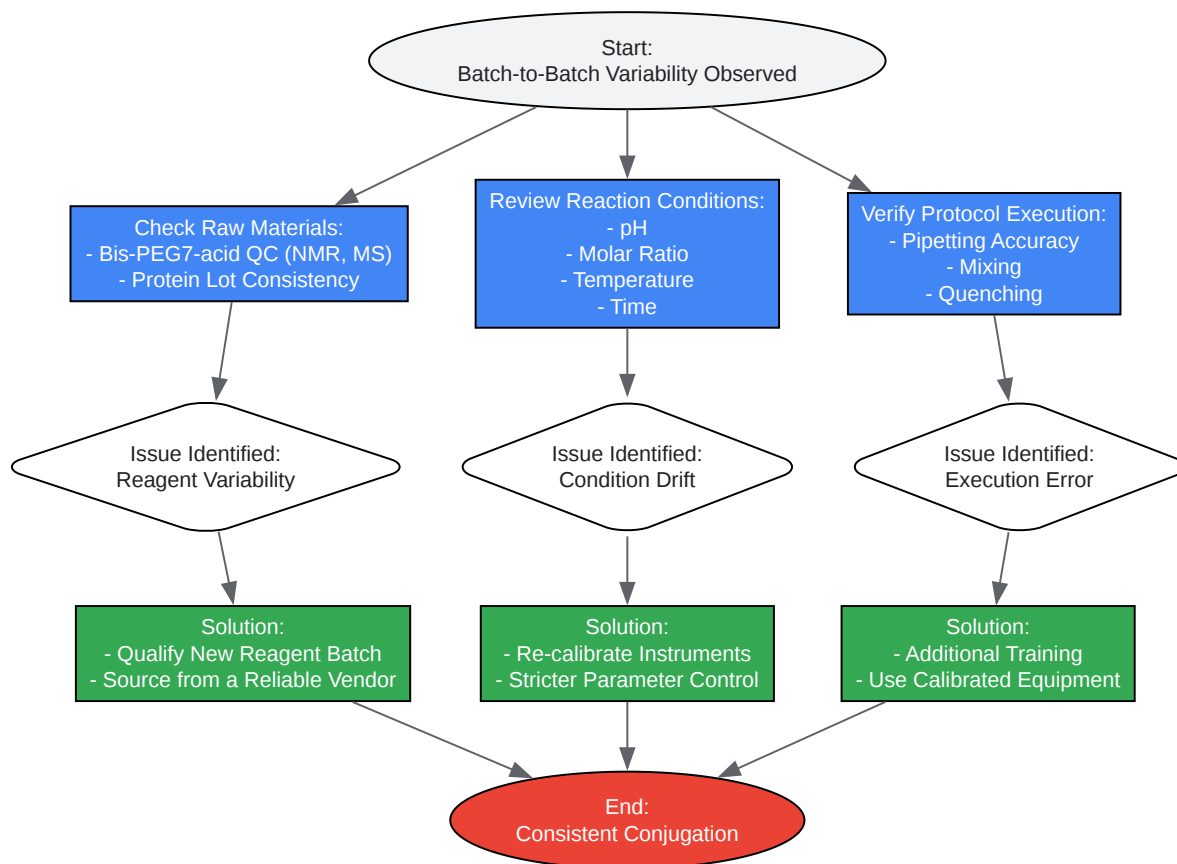 Start:
Batch-to-Batch Variability Observed
Check Raw Materials:
- Bis-PEG7-acid QC (NMR, MS)
- Protein Lot Consistency
Review Reaction Conditions:
- pH
- Molar Ratio
- Temperature
- Time
Verify Protocol Execution:
- Pipetting Accuracy
- Mixing
- Quenching
Issue Identified:
Reagent Variability
Issue Identified:
Condition Drift
Issue Identified:
Execution Error
Solution:
- Qualify New Reagent Batch
- Source from a Reliable Vendor
Solution:
- Re-calibrate Instruments
- Stricter Parameter Control
Solution:
- Additional Training
- Use Calibrated Equipment
End:
Consistent Conjugation